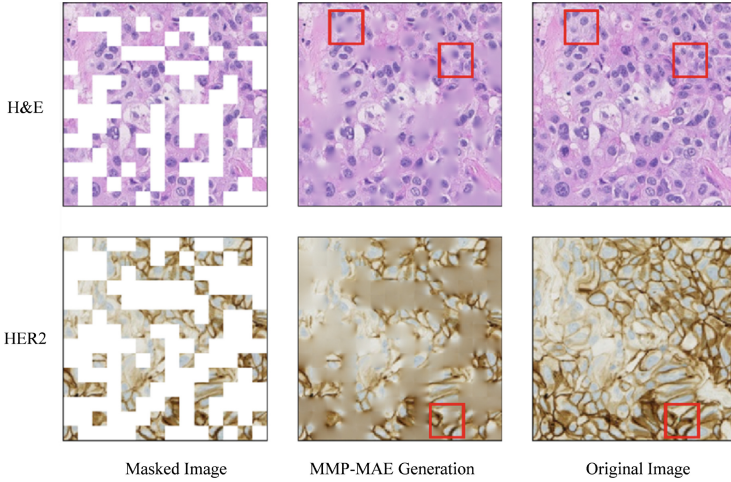 H&E
HER2
Masked Image
MMP-MAE Generation
Original Image